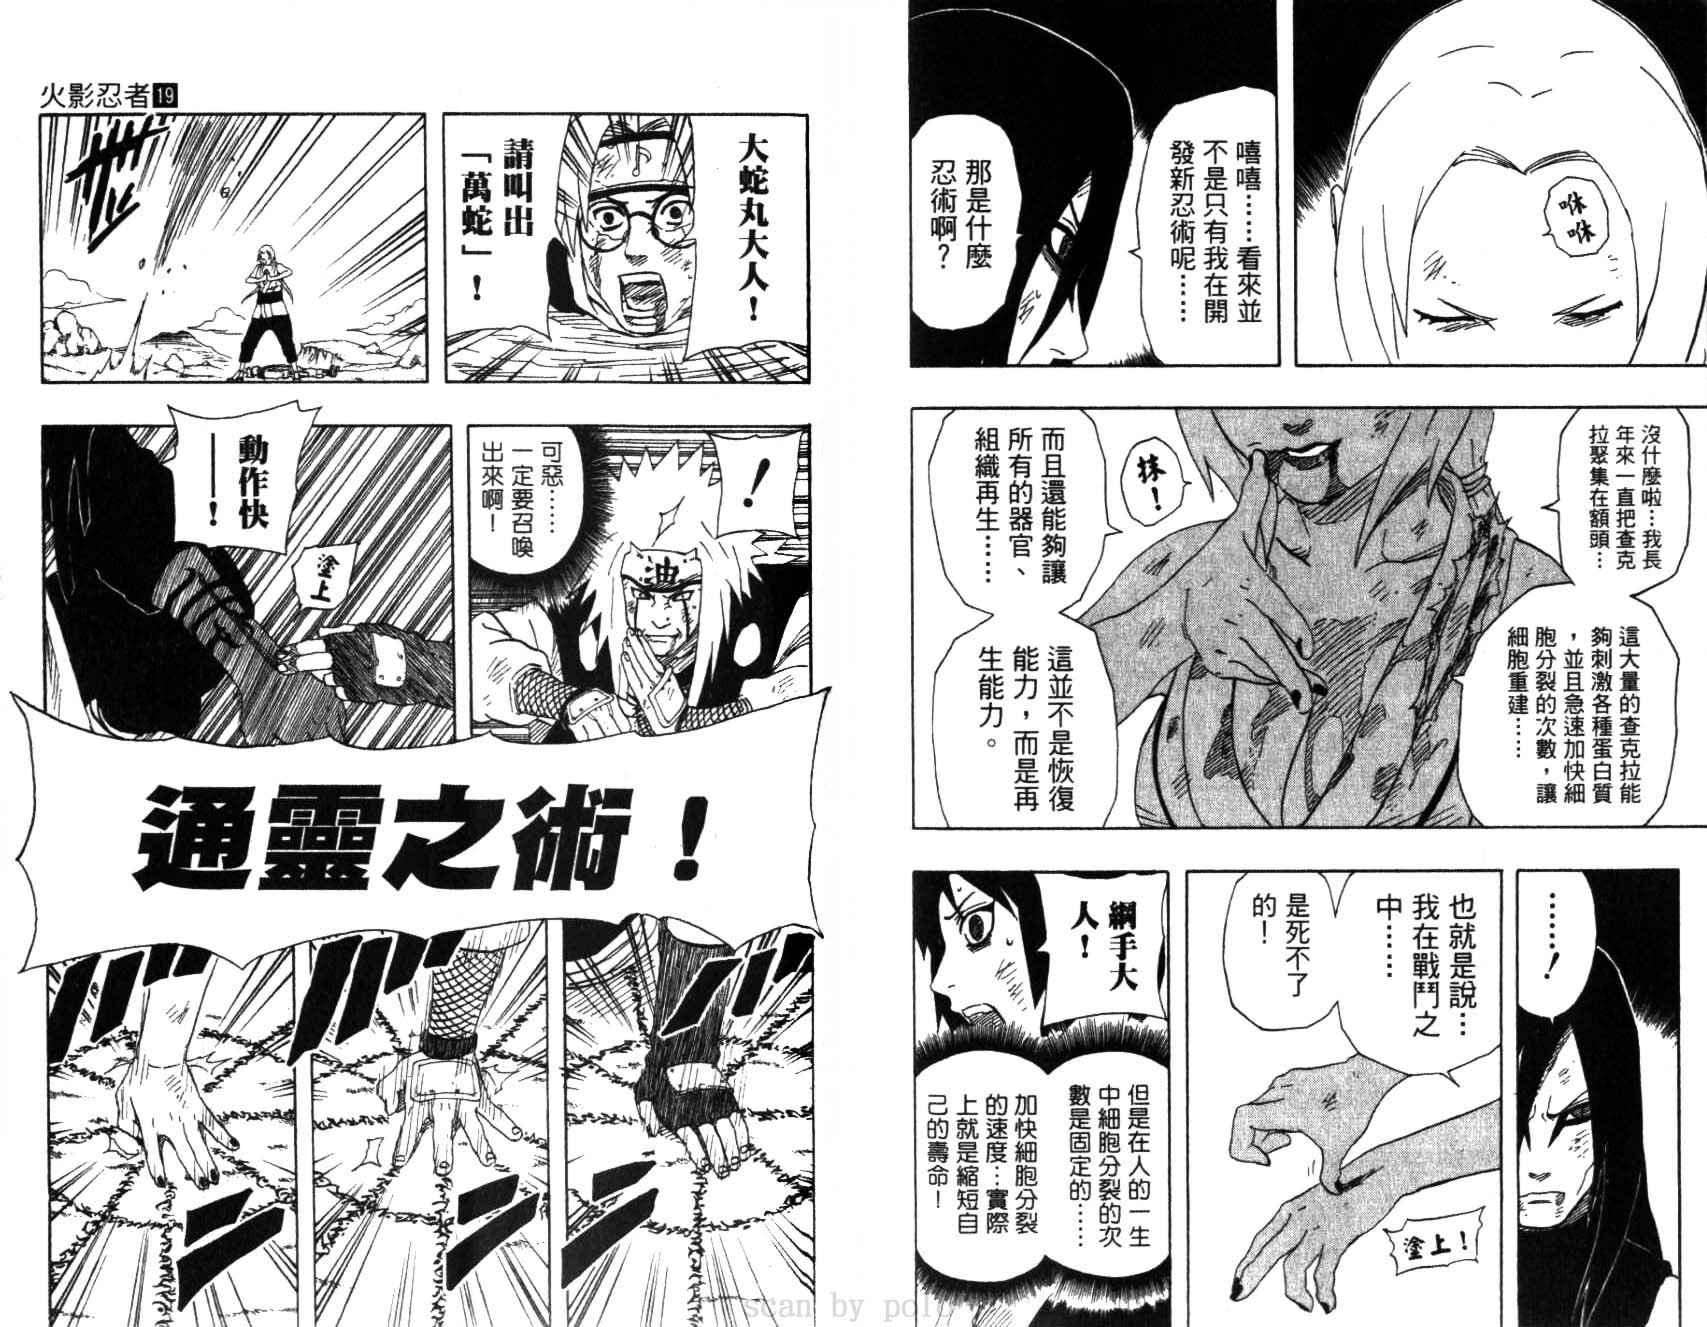 咻
咻
嘻嘻……看來並
不是只有我在開
發新忍術呢……
那是什麼
忍術啊？
沒什麼啦…我長
年來一直把查克
拉聚集在額頭…
這大量的查克拉能
夠刺激各種蛋白質
，並且急速加快細
胞分裂的次數，讓
細胞重建……
抹！
而且還能夠讓
所有的器官、
組織再生……
這並不是恢復
能力，而是再
生能力。
……！
也就是說…
我在戰鬥之
中……
是死不了
的！
塗上！
綱手大
人！
但是在人的一生
中細胞分裂的次
數是固定的……
加快細胞分裂
的速度…實際
上就是縮短自
己的壽命！
火影忍者19
大蛇丸大人！
請叫出
「萬蛇」！
！
可惡……
一定要召喚
出來啊！
動作快
——！
塗上
通靈之術！
scan by